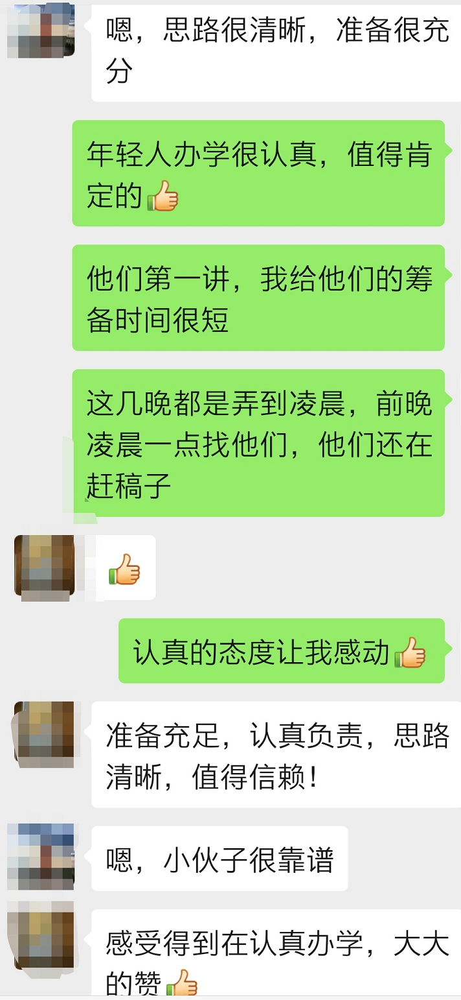 嗯，思路很清晰，准备很充
分
年轻人办学很认真，值得肯
定的👍
他们第一讲，我给他们的筹
备时间很短
这几晚都是弄到凌晨，前晚
凌晨一点找他们，他们还在
赶稿子
👍
认真的态度让我感动👍
准备充足，认真负责，思路
清晰，值得信赖！
嗯，小伙子很靠谱
感受得到在认真办学，大大
的赞👍